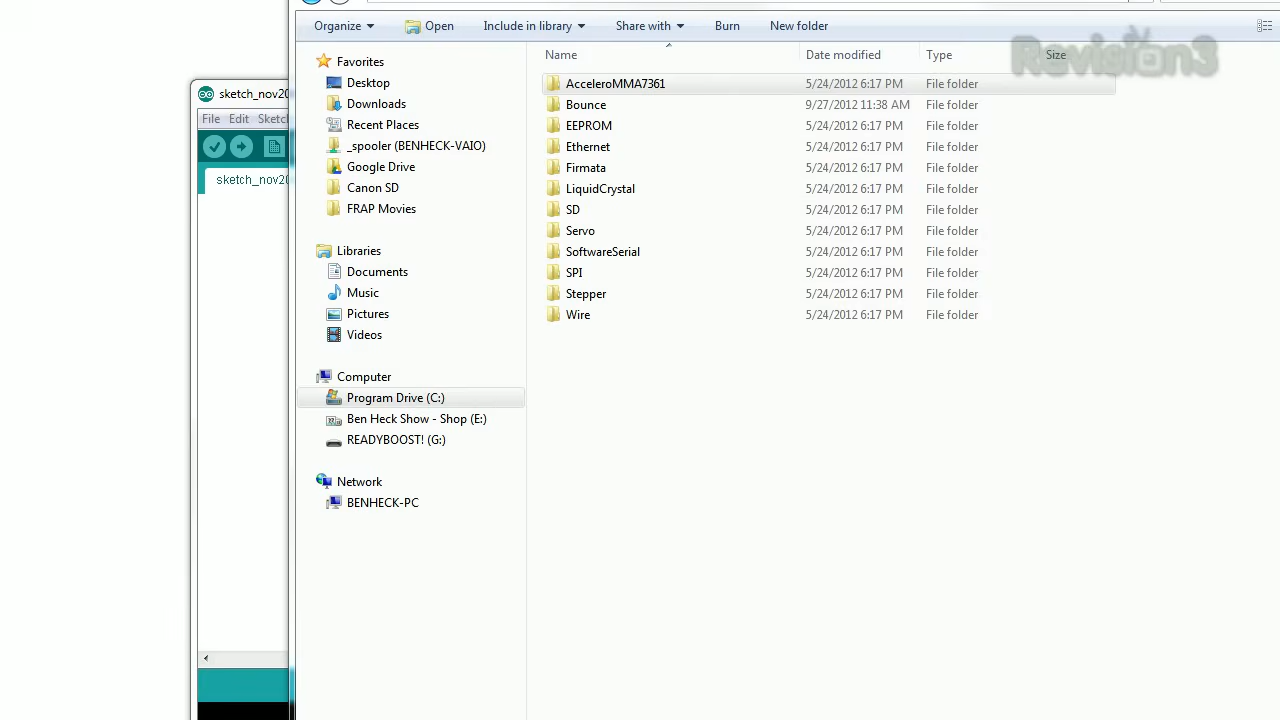 Organize Open Include in library Share with Burn New folder
Name Date modified Type Size
Revision3
sketch_nov20
File Edit Sketch
sketch_nov20
Favorites
Desktop
Downloads
Recent Places
_spooler (BENHECK-VAIO)
Google Drive
Canon SD
FRAP Movies
Libraries
Documents
Music
Pictures
Videos
Computer
Program Drive (C:)
Ben Heck Show - Shop (E:)
READYBOOST! (G:)
Network
BENHECK-PC
AcceleroMMA7361 5/24/2012 6:17 PM File folder
Bounce 9/27/2012 11:38 AM File folder
EEPROM 5/24/2012 6:17 PM File folder
Ethernet 5/24/2012 6:17 PM File folder
Firmata 5/24/2012 6:17 PM File folder
LiquidCrystal 5/24/2012 6:17 PM File folder
SD 5/24/2012 6:17 PM File folder
Servo 5/24/2012 6:17 PM File folder
SoftwareSerial 5/24/2012 6:17 PM File folder
SPI 5/24/2012 6:17 PM File folder
Stepper 5/24/2012 6:17 PM File folder
Wire 5/24/2012 6:17 PM File folder